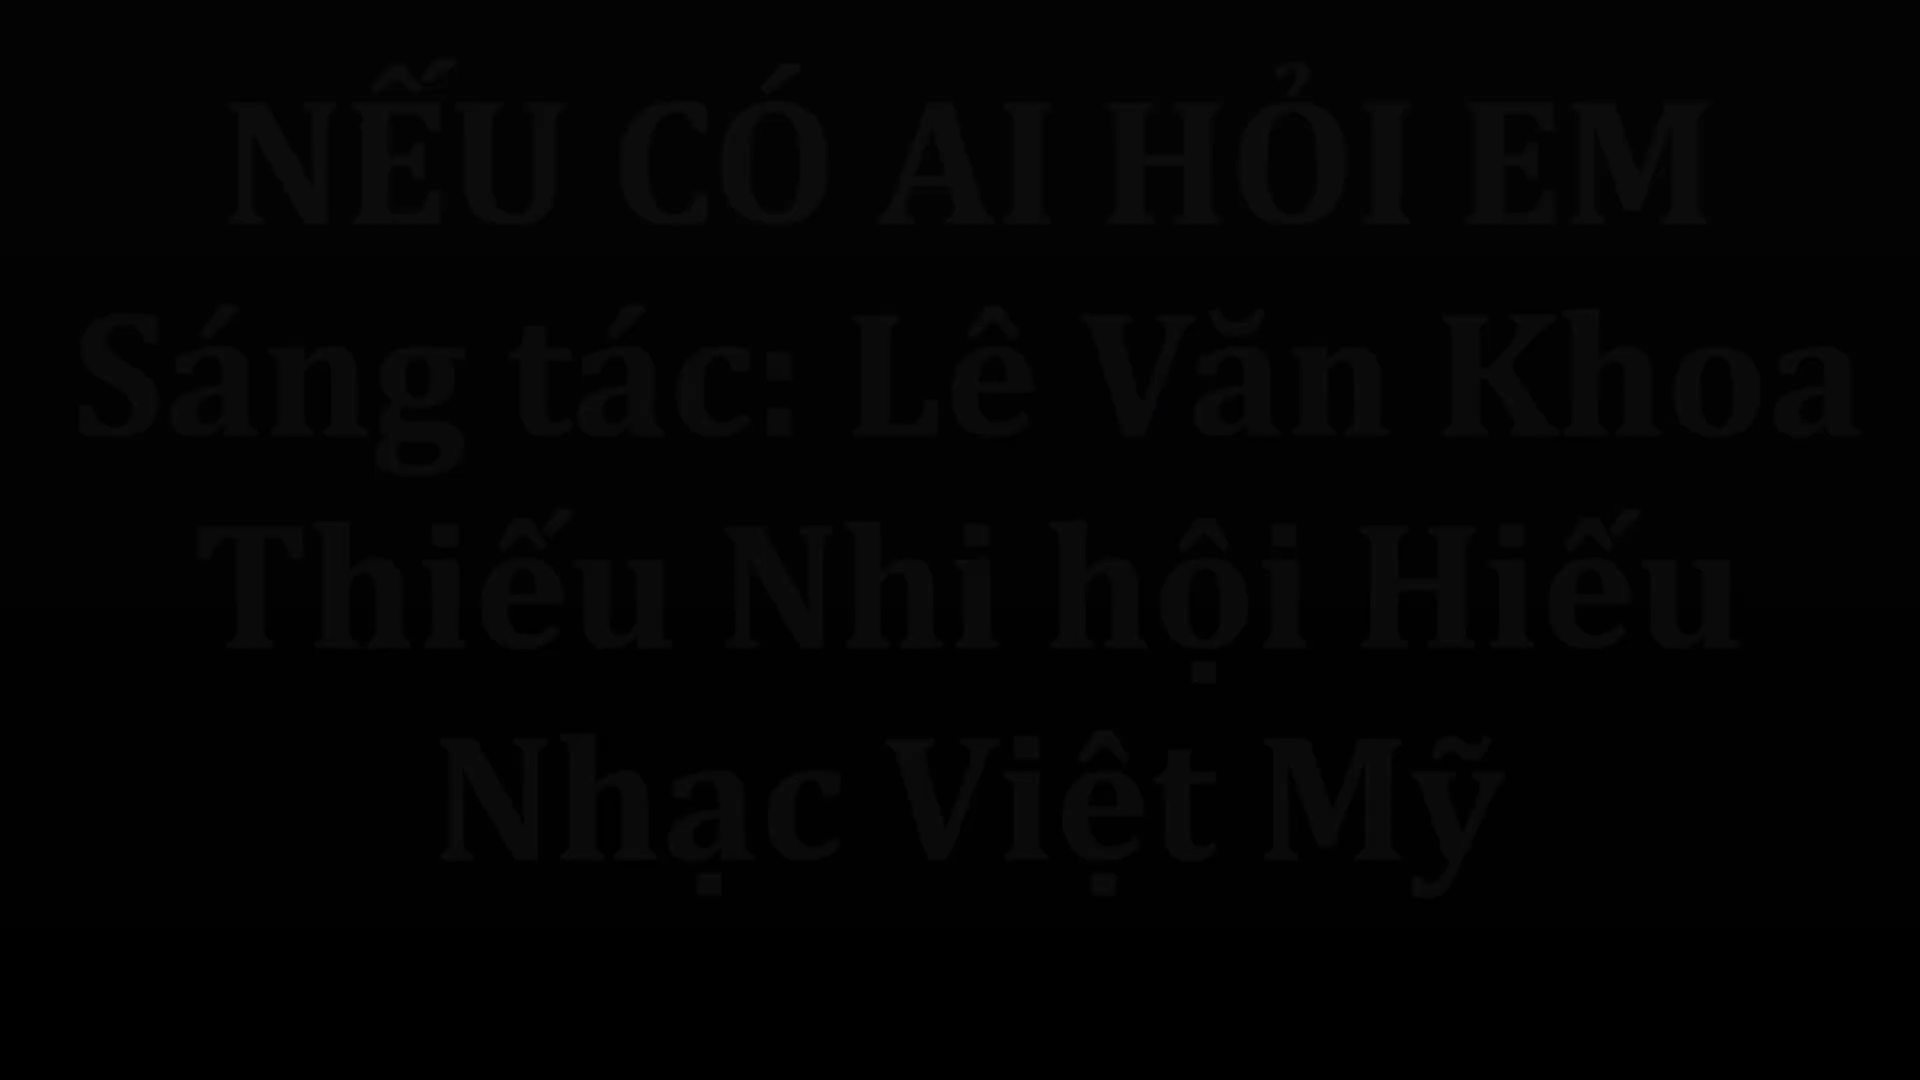 NẾU CÓ AI HỎI EM
Sáng tác: Lê Văn Khoa
Thiếu Nhi hội Hiếu
Nhạc Việt Mỹ